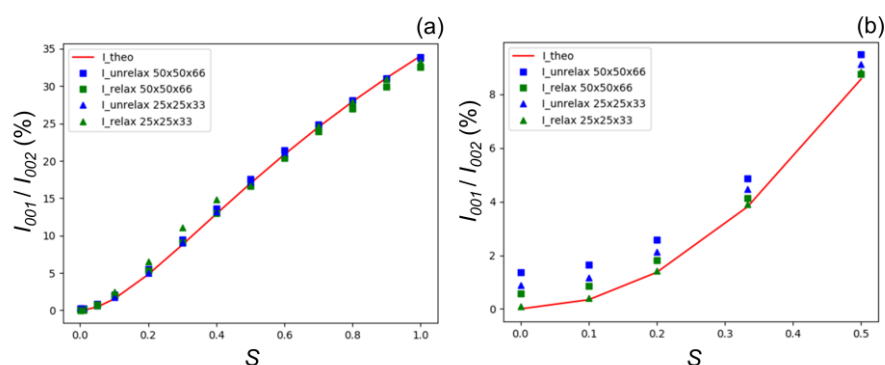 (a)
I_theo
I_unrelax 50x50x66
I_relax 50x50x66
I_unrelax 25x25x33
I_relax 25x25x33
I001 / I002 (%)
35
30
25
20
15
10
5
0
0.0 0.2 0.4 0.6 0.8 1.0
S
(b)
I_theo
I_unrelax 50x50x66
I_relax 50x50x66
I_unrelax 25x25x33
I_relax 25x25x33
I001 / I002 (%)
8
6
4
2
0
0.0 0.1 0.2 0.3 0.4 0.5
S